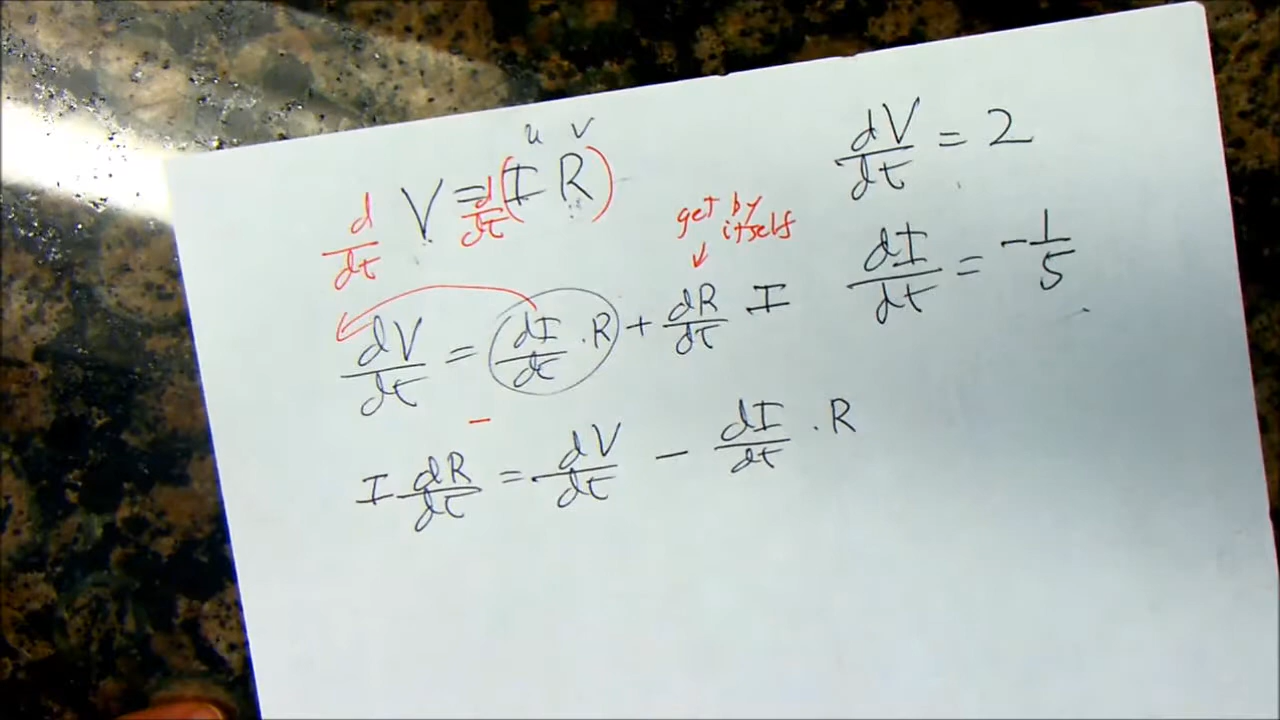 u v
d/dt V = d/dt (I R)
dV/dt = 2
get by
itself
↓
dI/dt = -1/5
dV/dt = dI/dt . R + dR/dt I
-
I dR/dt = dV/dt - dI/dt . R